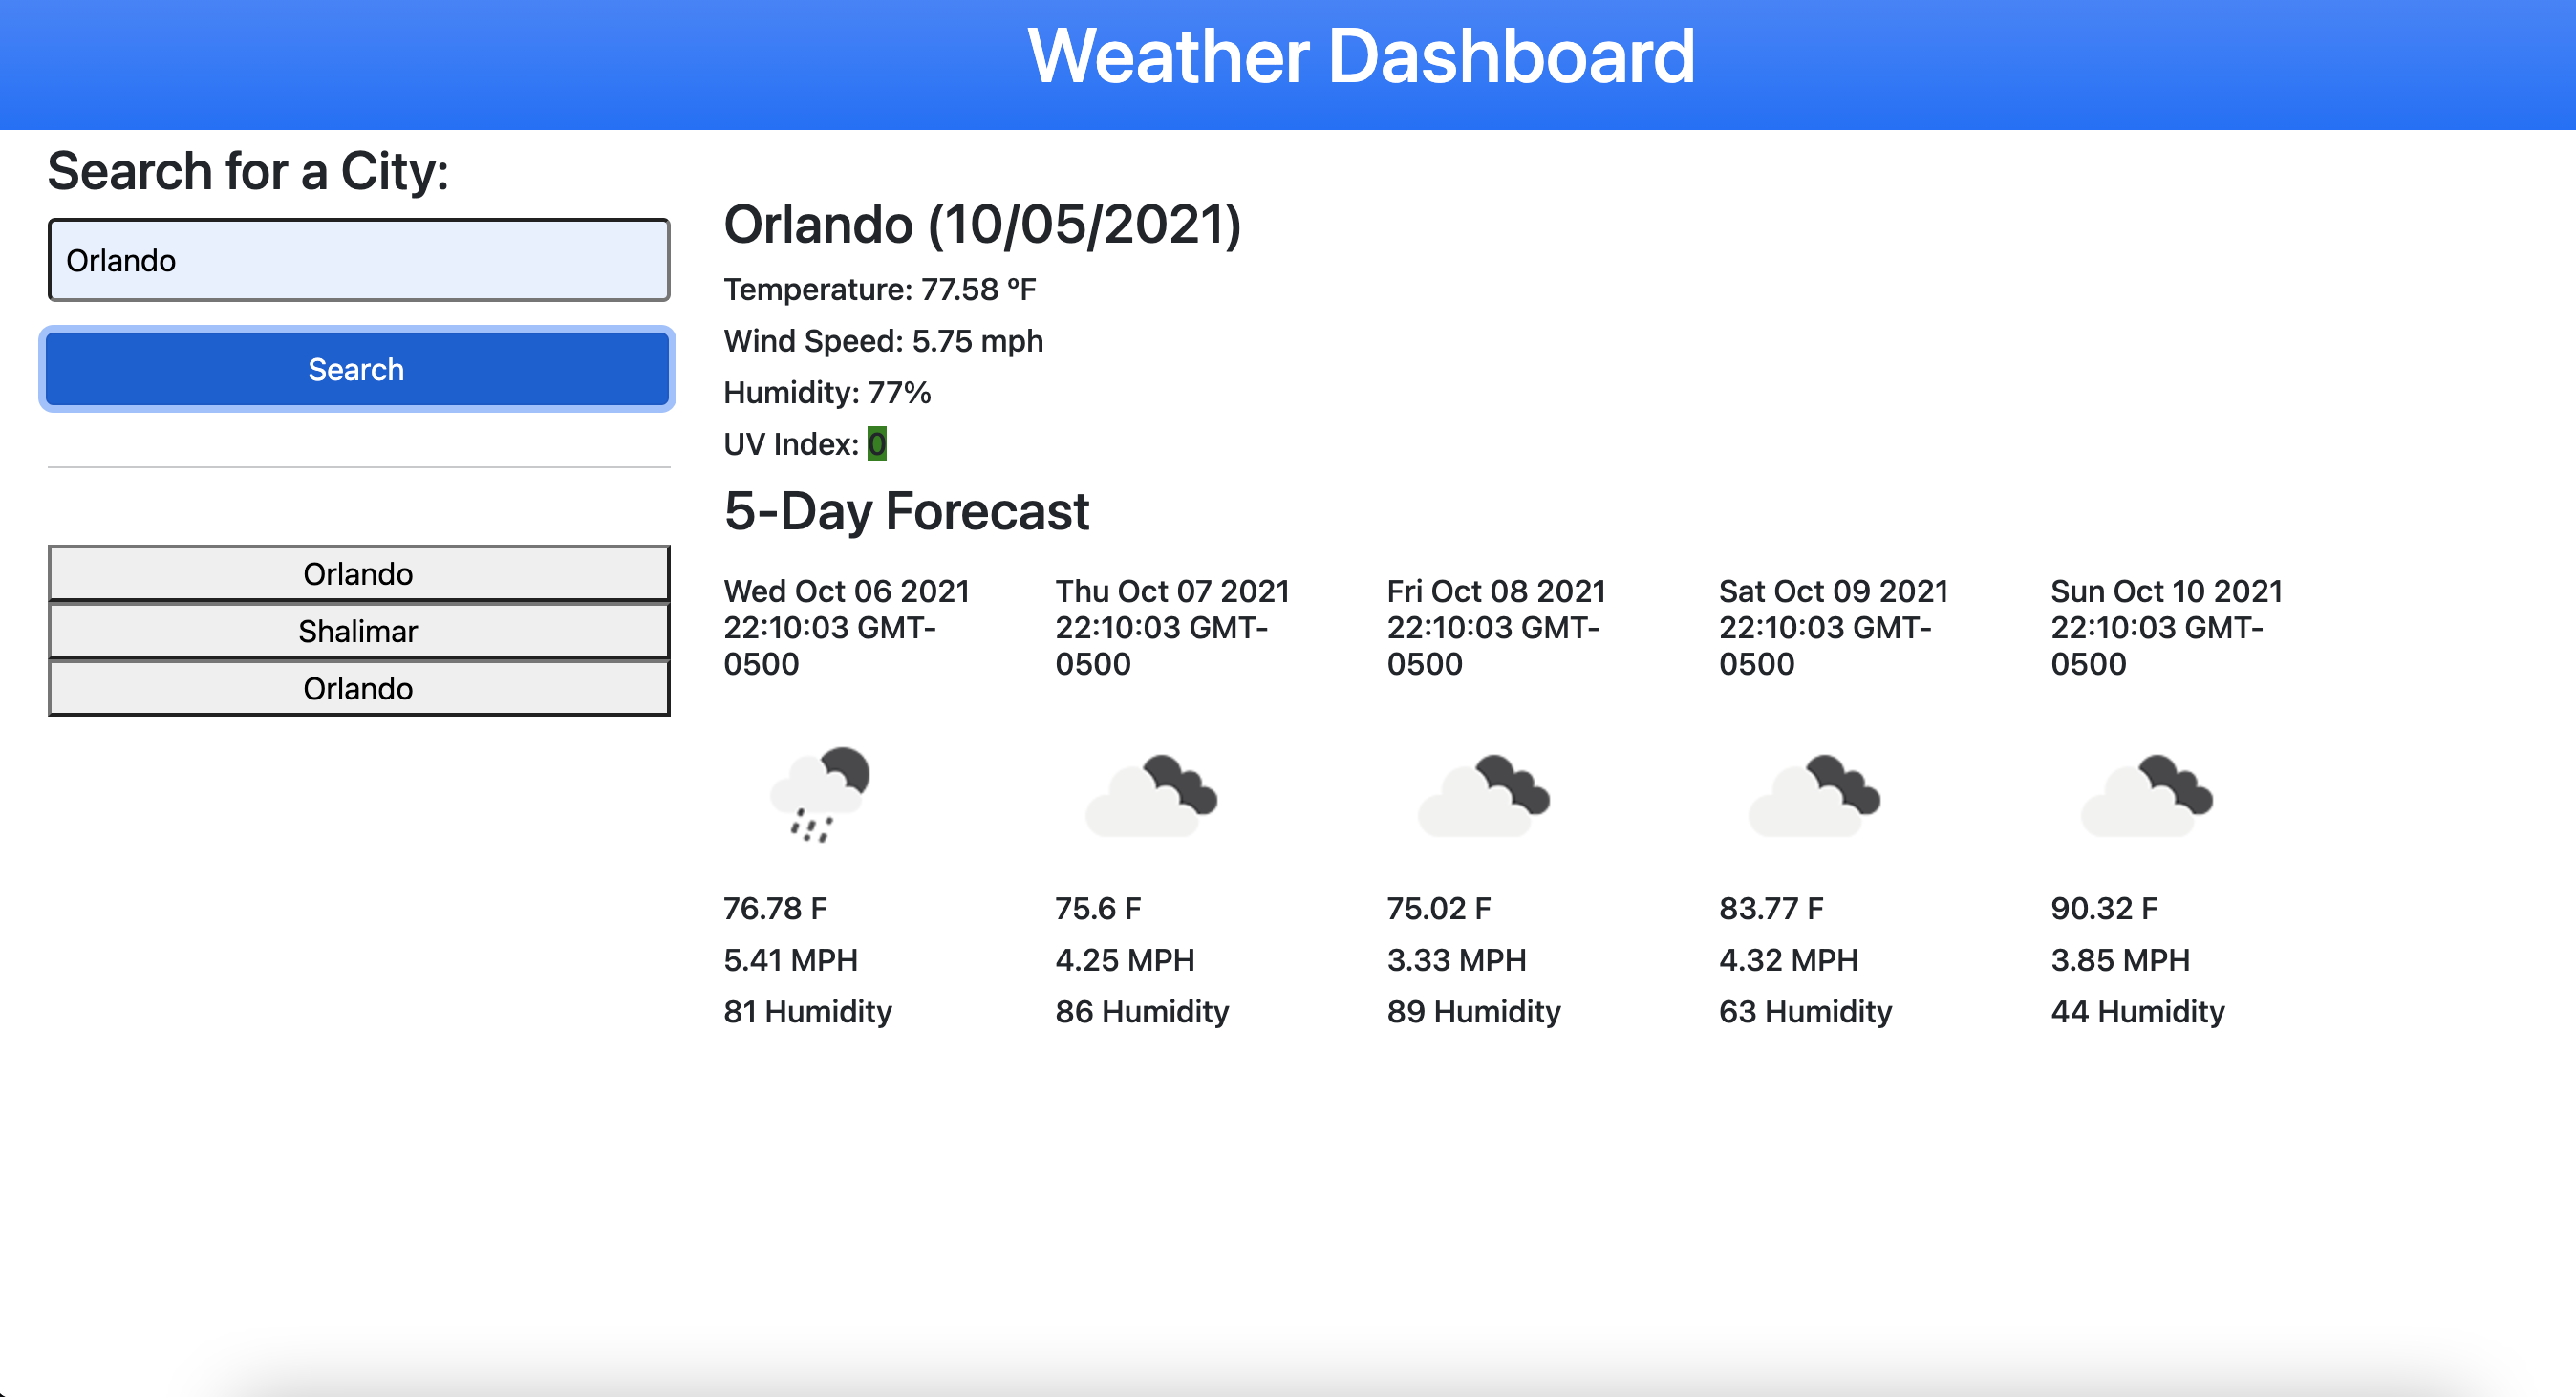 Weather Dashboard
Search for a City:
Orlando
Search
Orlando
Shalimar
Orlando
Orlando (10/05/2021)
Temperature: 77.58 ºF
Wind Speed: 5.75 mph
Humidity: 77%
UV Index: 0
5-Day Forecast
Wed Oct 06 2021
22:10:03 GMT-
0500
76.78 F
5.41 MPH
81 Humidity
Thu Oct 07 2021
22:10:03 GMT-
0500
75.6 F
4.25 MPH
86 Humidity
Fri Oct 08 2021
22:10:03 GMT-
0500
75.02 F
3.33 MPH
89 Humidity
Sat Oct 09 2021
22:10:03 GMT-
0500
83.77 F
4.32 MPH
63 Humidity
Sun Oct 10 2021
22:10:03 GMT-
0500
90.32 F
3.85 MPH
44 Humidity